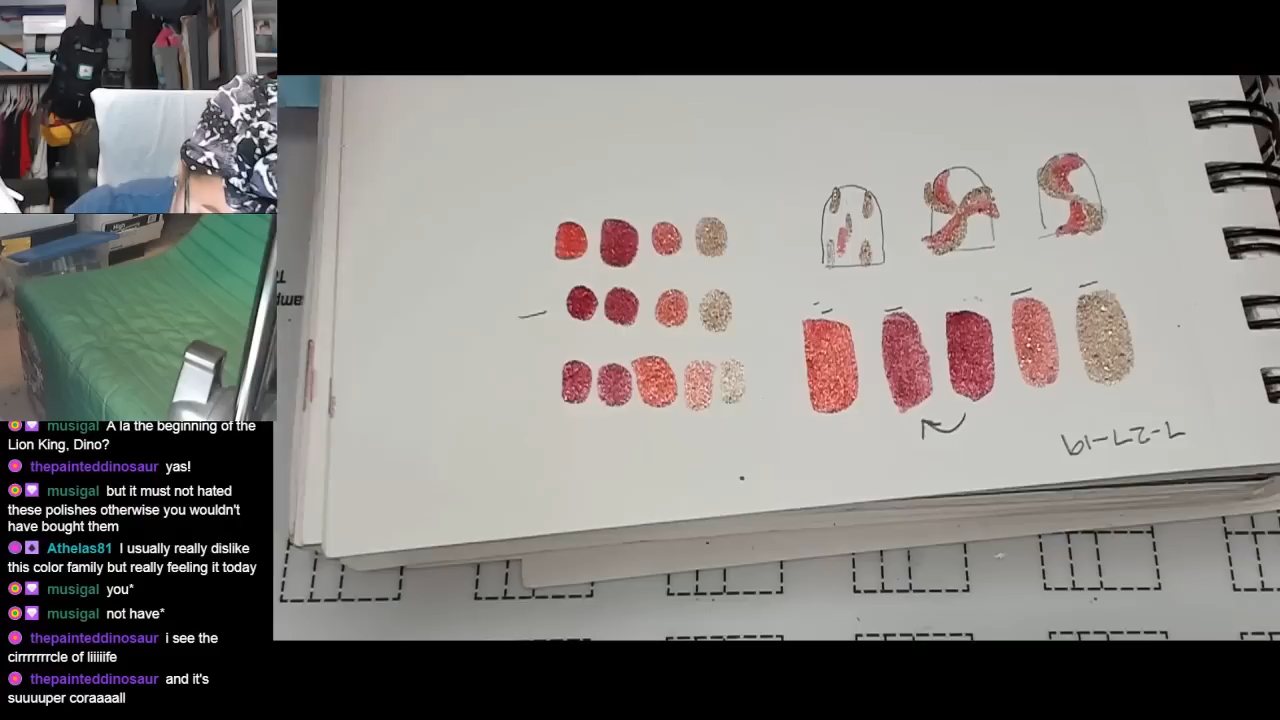 musigal A la the beginning of the
Lion King, Dino?
thepainteddinosaur yas!
musigal but it must not hated
these polishes otherwise you wouldn't
have bought them
Athelas81 I usually really dislike
this color family but really feeling it today
musigal you*
musigal not have*
thepainteddinosaur i see the
cirrrrrrrcle of liiiiife
thepainteddinosaur and it's
suuuuper coraaaall
7-27-19